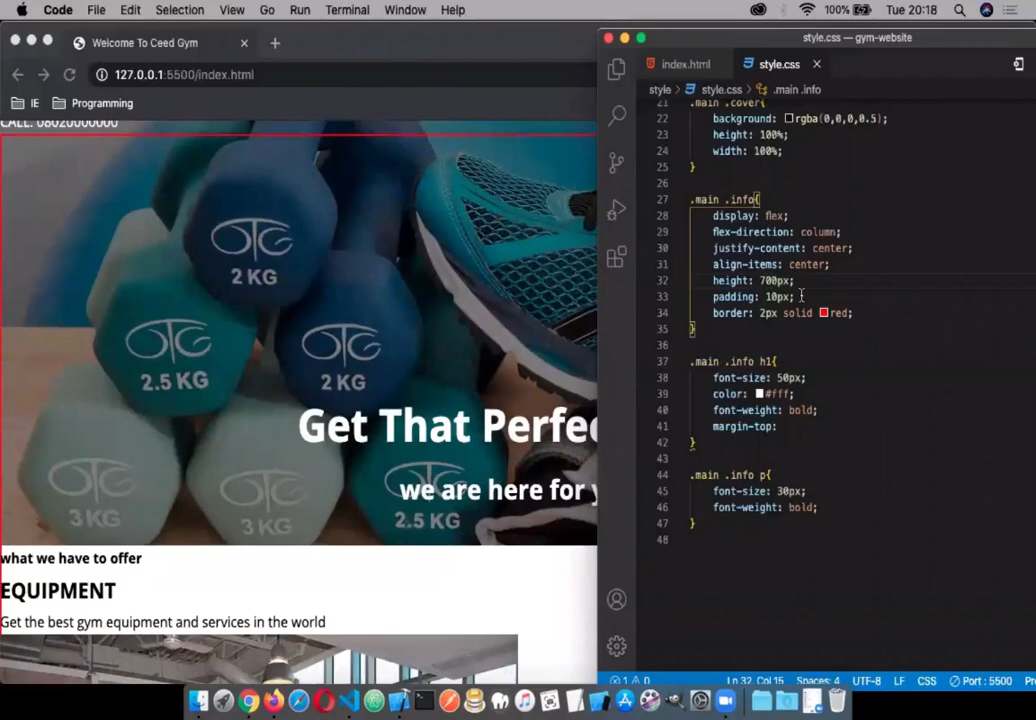 Code File Edit Selection View Go Run Terminal Window Help 100% Tue 20:18
Welcome To Ceed Gym
127.0.0.1:5500/index.html
IE Programming
CALL: 08020000000
2 KG
2.5 KG
2 KG
3 KG
3 KG
2.5 KG
Get That Perfec
we are here for y
what we have to offer
EQUIPMENT
Get the best gym equipment and services in the world
style.css — gym-website
index.html style.css
style > style.css > .main .info
21 .main .cover{
22 background: rgba(0,0,0,0.5);
23 height: 100%;
24 width: 100%;
25 }
26
27 .main .info{
28 display: flex;
29 flex-direction: column;
30 justify-content: center;
31 align-items: center;
32 height: 700px;
33 padding: 10px;
34 border: 2px solid red;
35 }
36
37 .main .info h1{
38 font-size: 50px;
39 color: #fff;
40 font-weight: bold;
41 margin-top:
42 }
43
44 .main .info p{
45 font-size: 30px;
46 font-weight: bold;
47 }
48
1 0 Ln 32, Col 15 Spaces: 4 UTF-8 LF CSS Port : 5500